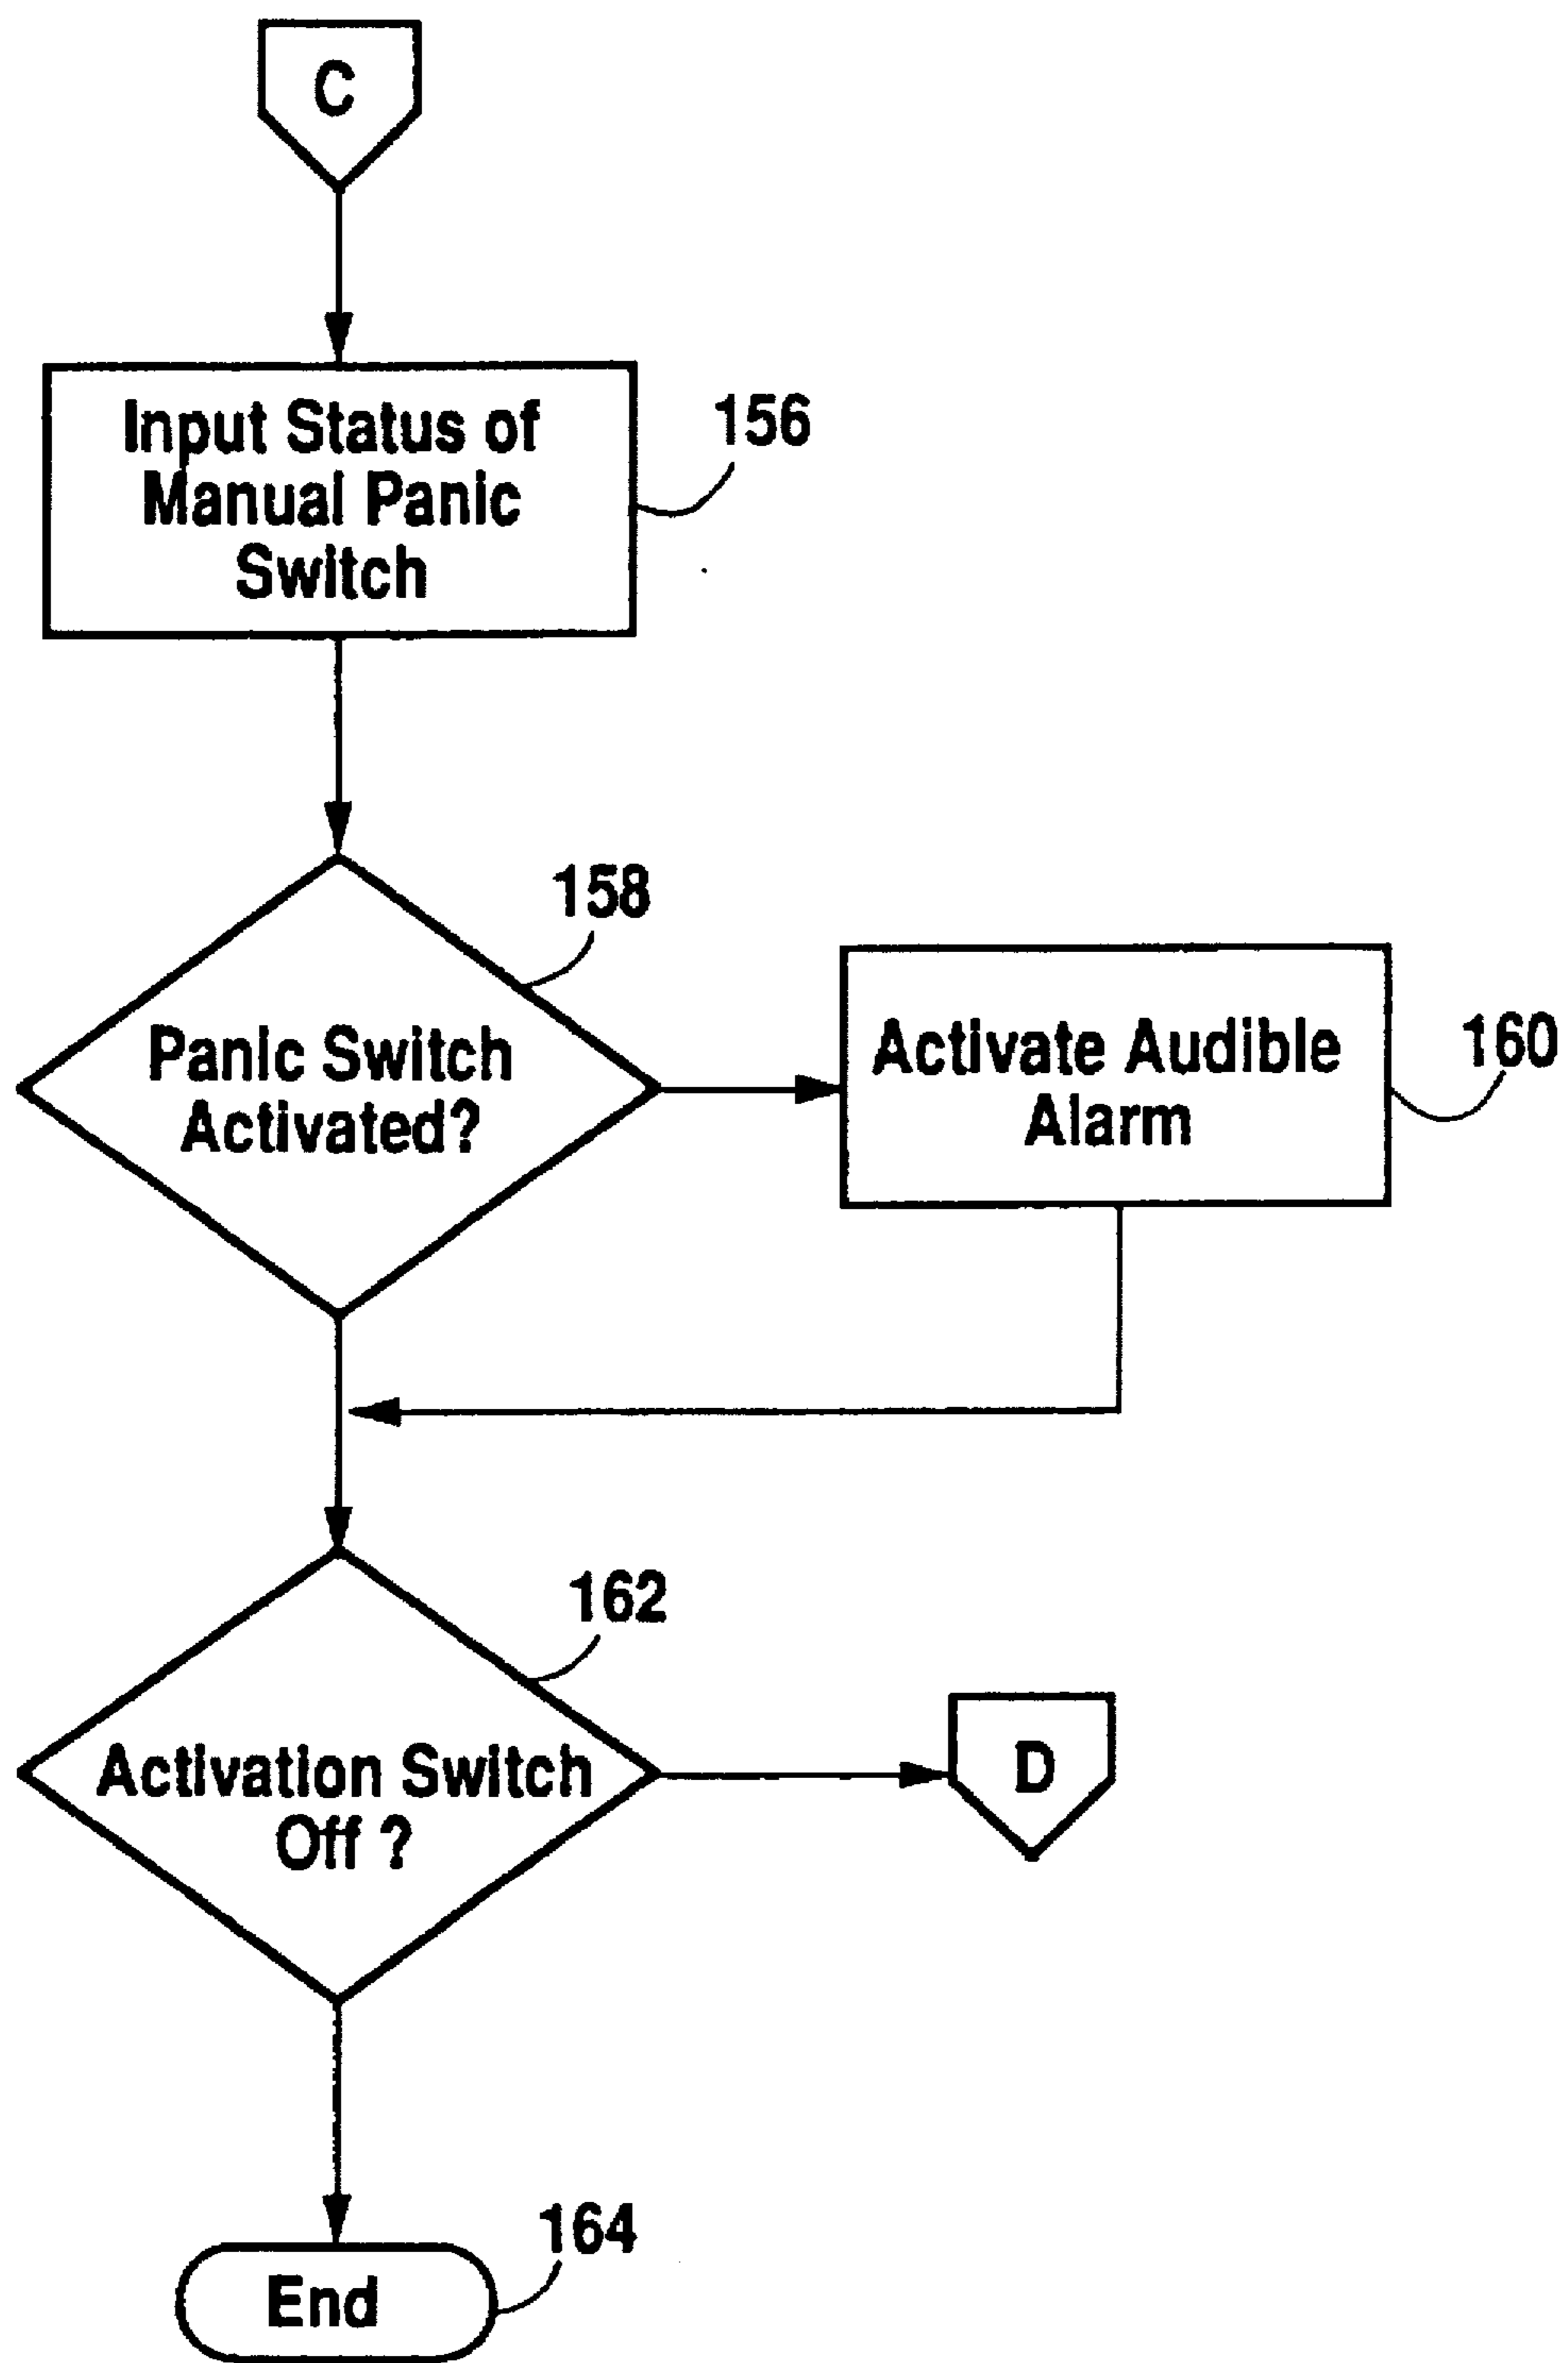 C
Input Status of
Manual Panic
Switch
156
158
Panic Switch
Activated?
Activate Audible
Alarm
160
162
Activation Switch
Off ?
D
164
End